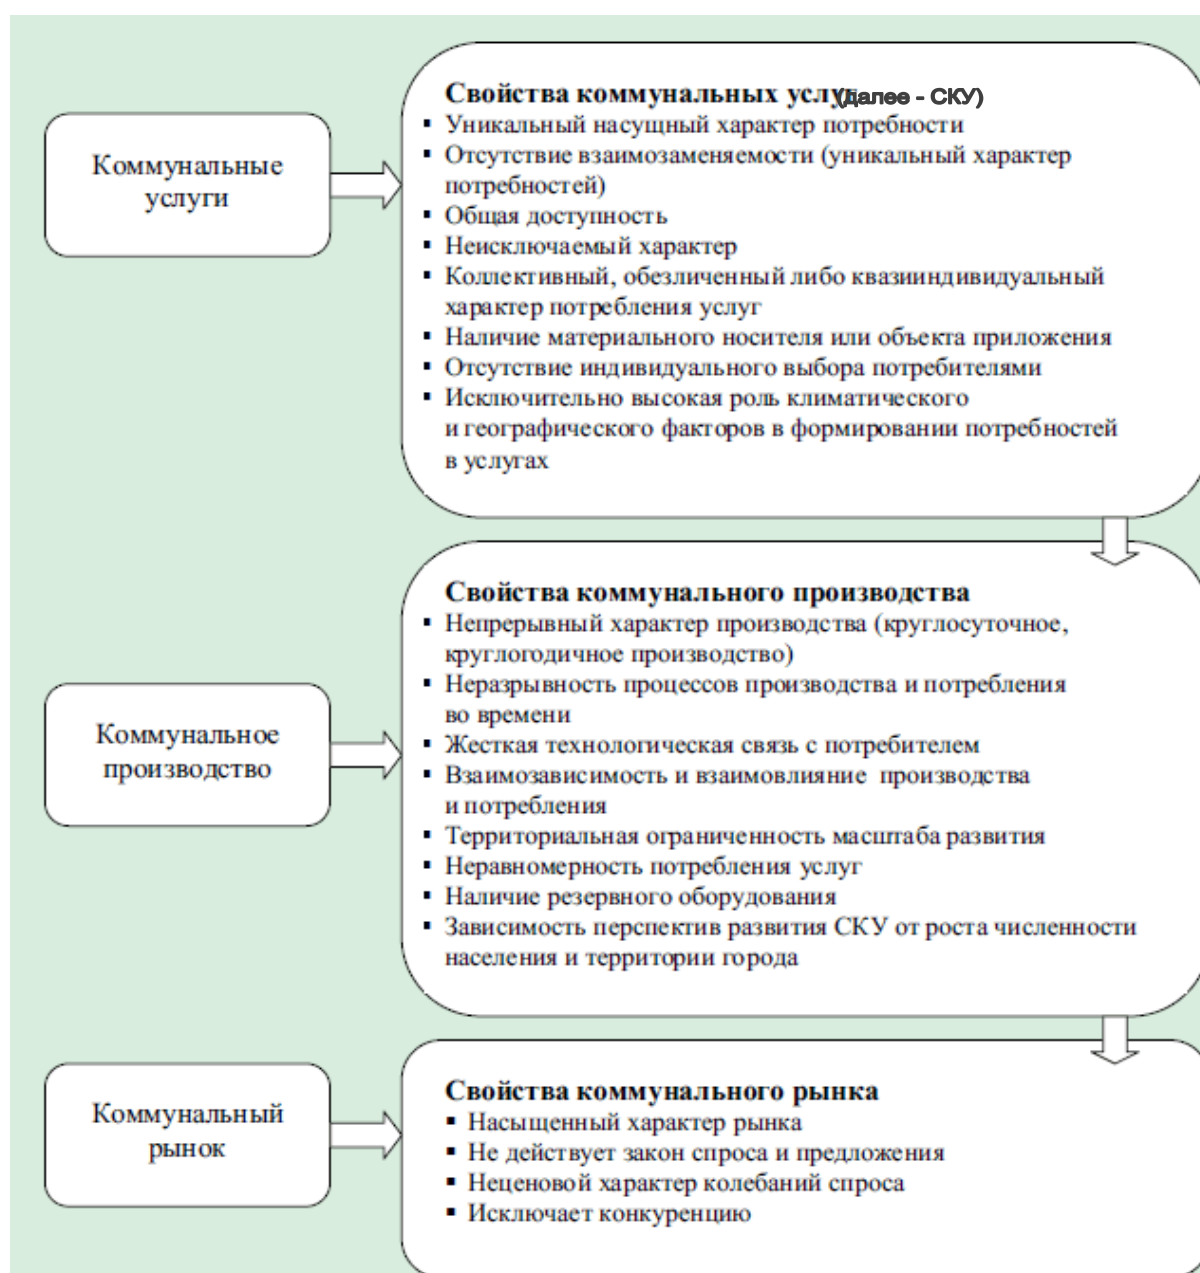 Коммунальные
услуги
Свойства коммунальных услуг (далее - СКУ)
▪ Уникальный насущный характер потребности
▪ Отсутствие взаимозаменяемости (уникальный характер
потребностей)
▪ Общая доступность
▪ Неисключаемый характер
▪ Коллективный, обезличенный либо квазииндивидуальный
характер потребления услуг
▪ Наличие материального носителя или объекта приложения
▪ Отсутствие индивидуального выбора потребителями
▪ Исключительно высокая роль климатического
и географического факторов в формировании потребностей
в услугах
Коммунальное
производство
Свойства коммунального производства
▪ Непрерывный характер производства (круглосуточное,
круглогодичное производство)
▪ Неразрывность процессов производства и потребления
во времени
▪ Жесткая технологическая связь с потребителем
▪ Взаимозависимость и взаимовлияние производства
и потребления
▪ Территориальная ограниченность масштаба развития
▪ Неравномерность потребления услуг
▪ Наличие резервного оборудования
▪ Зависимость перспектив развития СКУ от роста численности
населения и территории города
Коммунальный
рынок
Свойства коммунального рынка
▪ Насыщенный характер рынка
▪ Не действует закон спроса и предложения
▪ Неценовой характер колебаний спроса
▪ Исключает конкуренцию